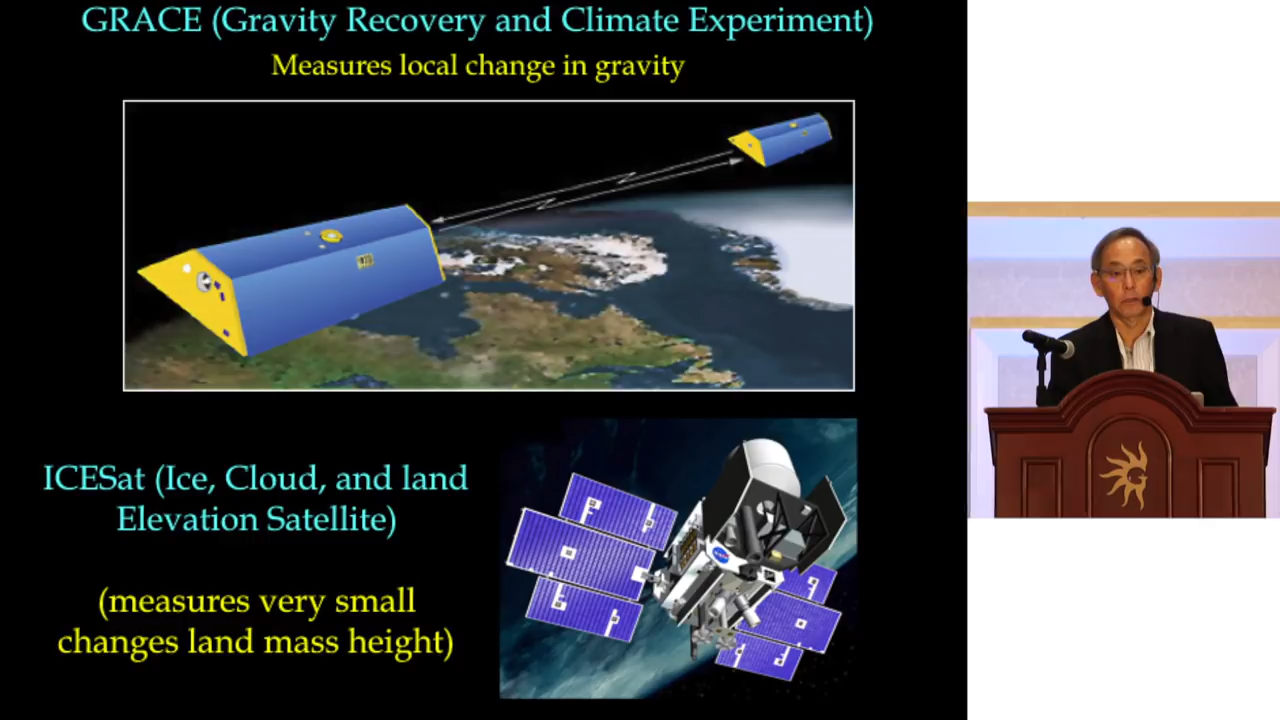 GRACE (Gravity Recovery and Climate Experiment)
Measures local change in gravity
ICESat (Ice, Cloud, and land
Elevation Satellite)
(measures very small
changes land mass height)